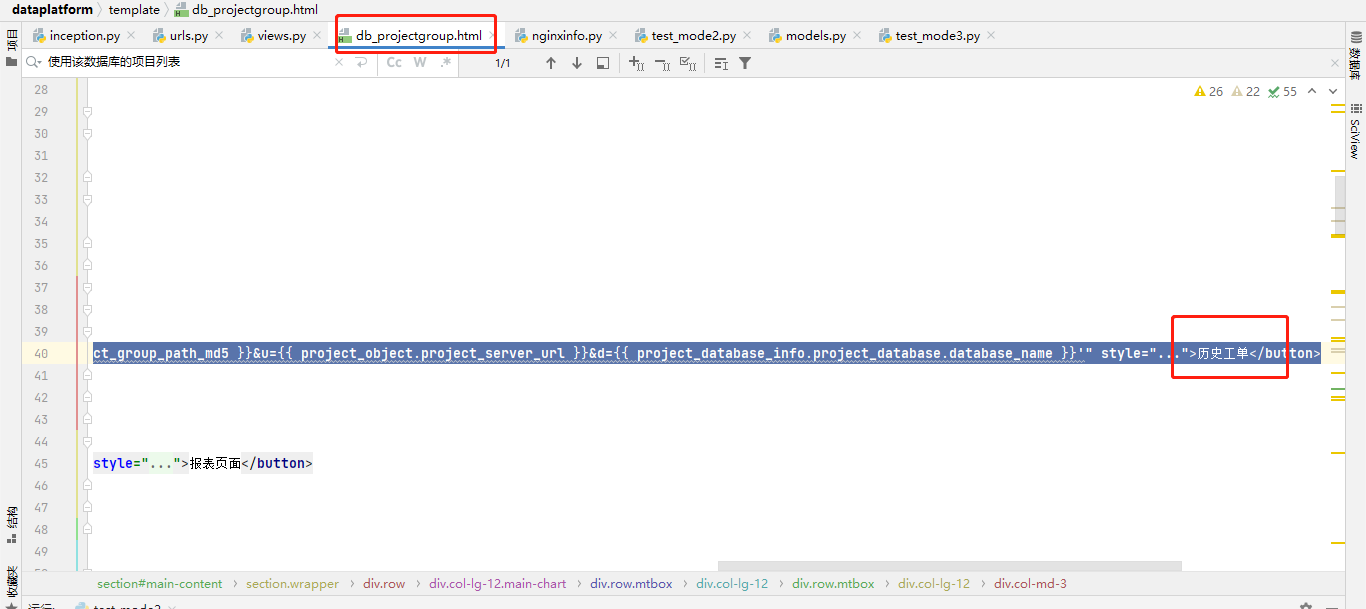 dataplatform template db_projectgroup.html
项目 inception.py urls.py views.py db_projectgroup.html nginxinfo.py test_mode2.py models.py test_mode3.py
使用该数据库的项目列表 Cc W .* 1/1
数据库
SciView
28 26 22 55
29
30
31
32
33
34
35
36
37
38
39
40 ct_group_path_md5 }}&u={{ project_object.project_server_url }}&d={{ project_database_info.project_database.database_name }}'" style="...">历史工单</button>
41
42
43
44
45 style="...">报表页面</button>
46
47
48
49
结构
section#main-content section.wrapper div.row div.col-lg-12.main-chart div.row.mtbox div.col-lg-12 div.row.mtbox div.col-lg-12 div.col-md-3
运行: test_mode2